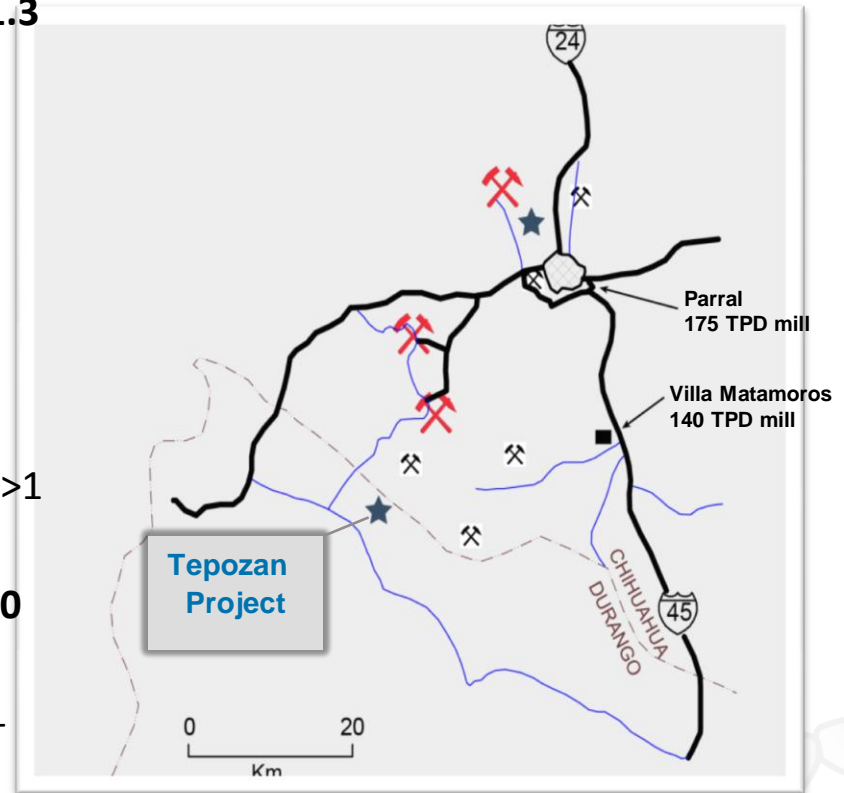 .3
24
Parral
175 TPD mill
Villa Matamoros
140 TPD mill
>1
Tepozan
Project
CHIHUAHUA
DURANGO
0
45
0 20
Km